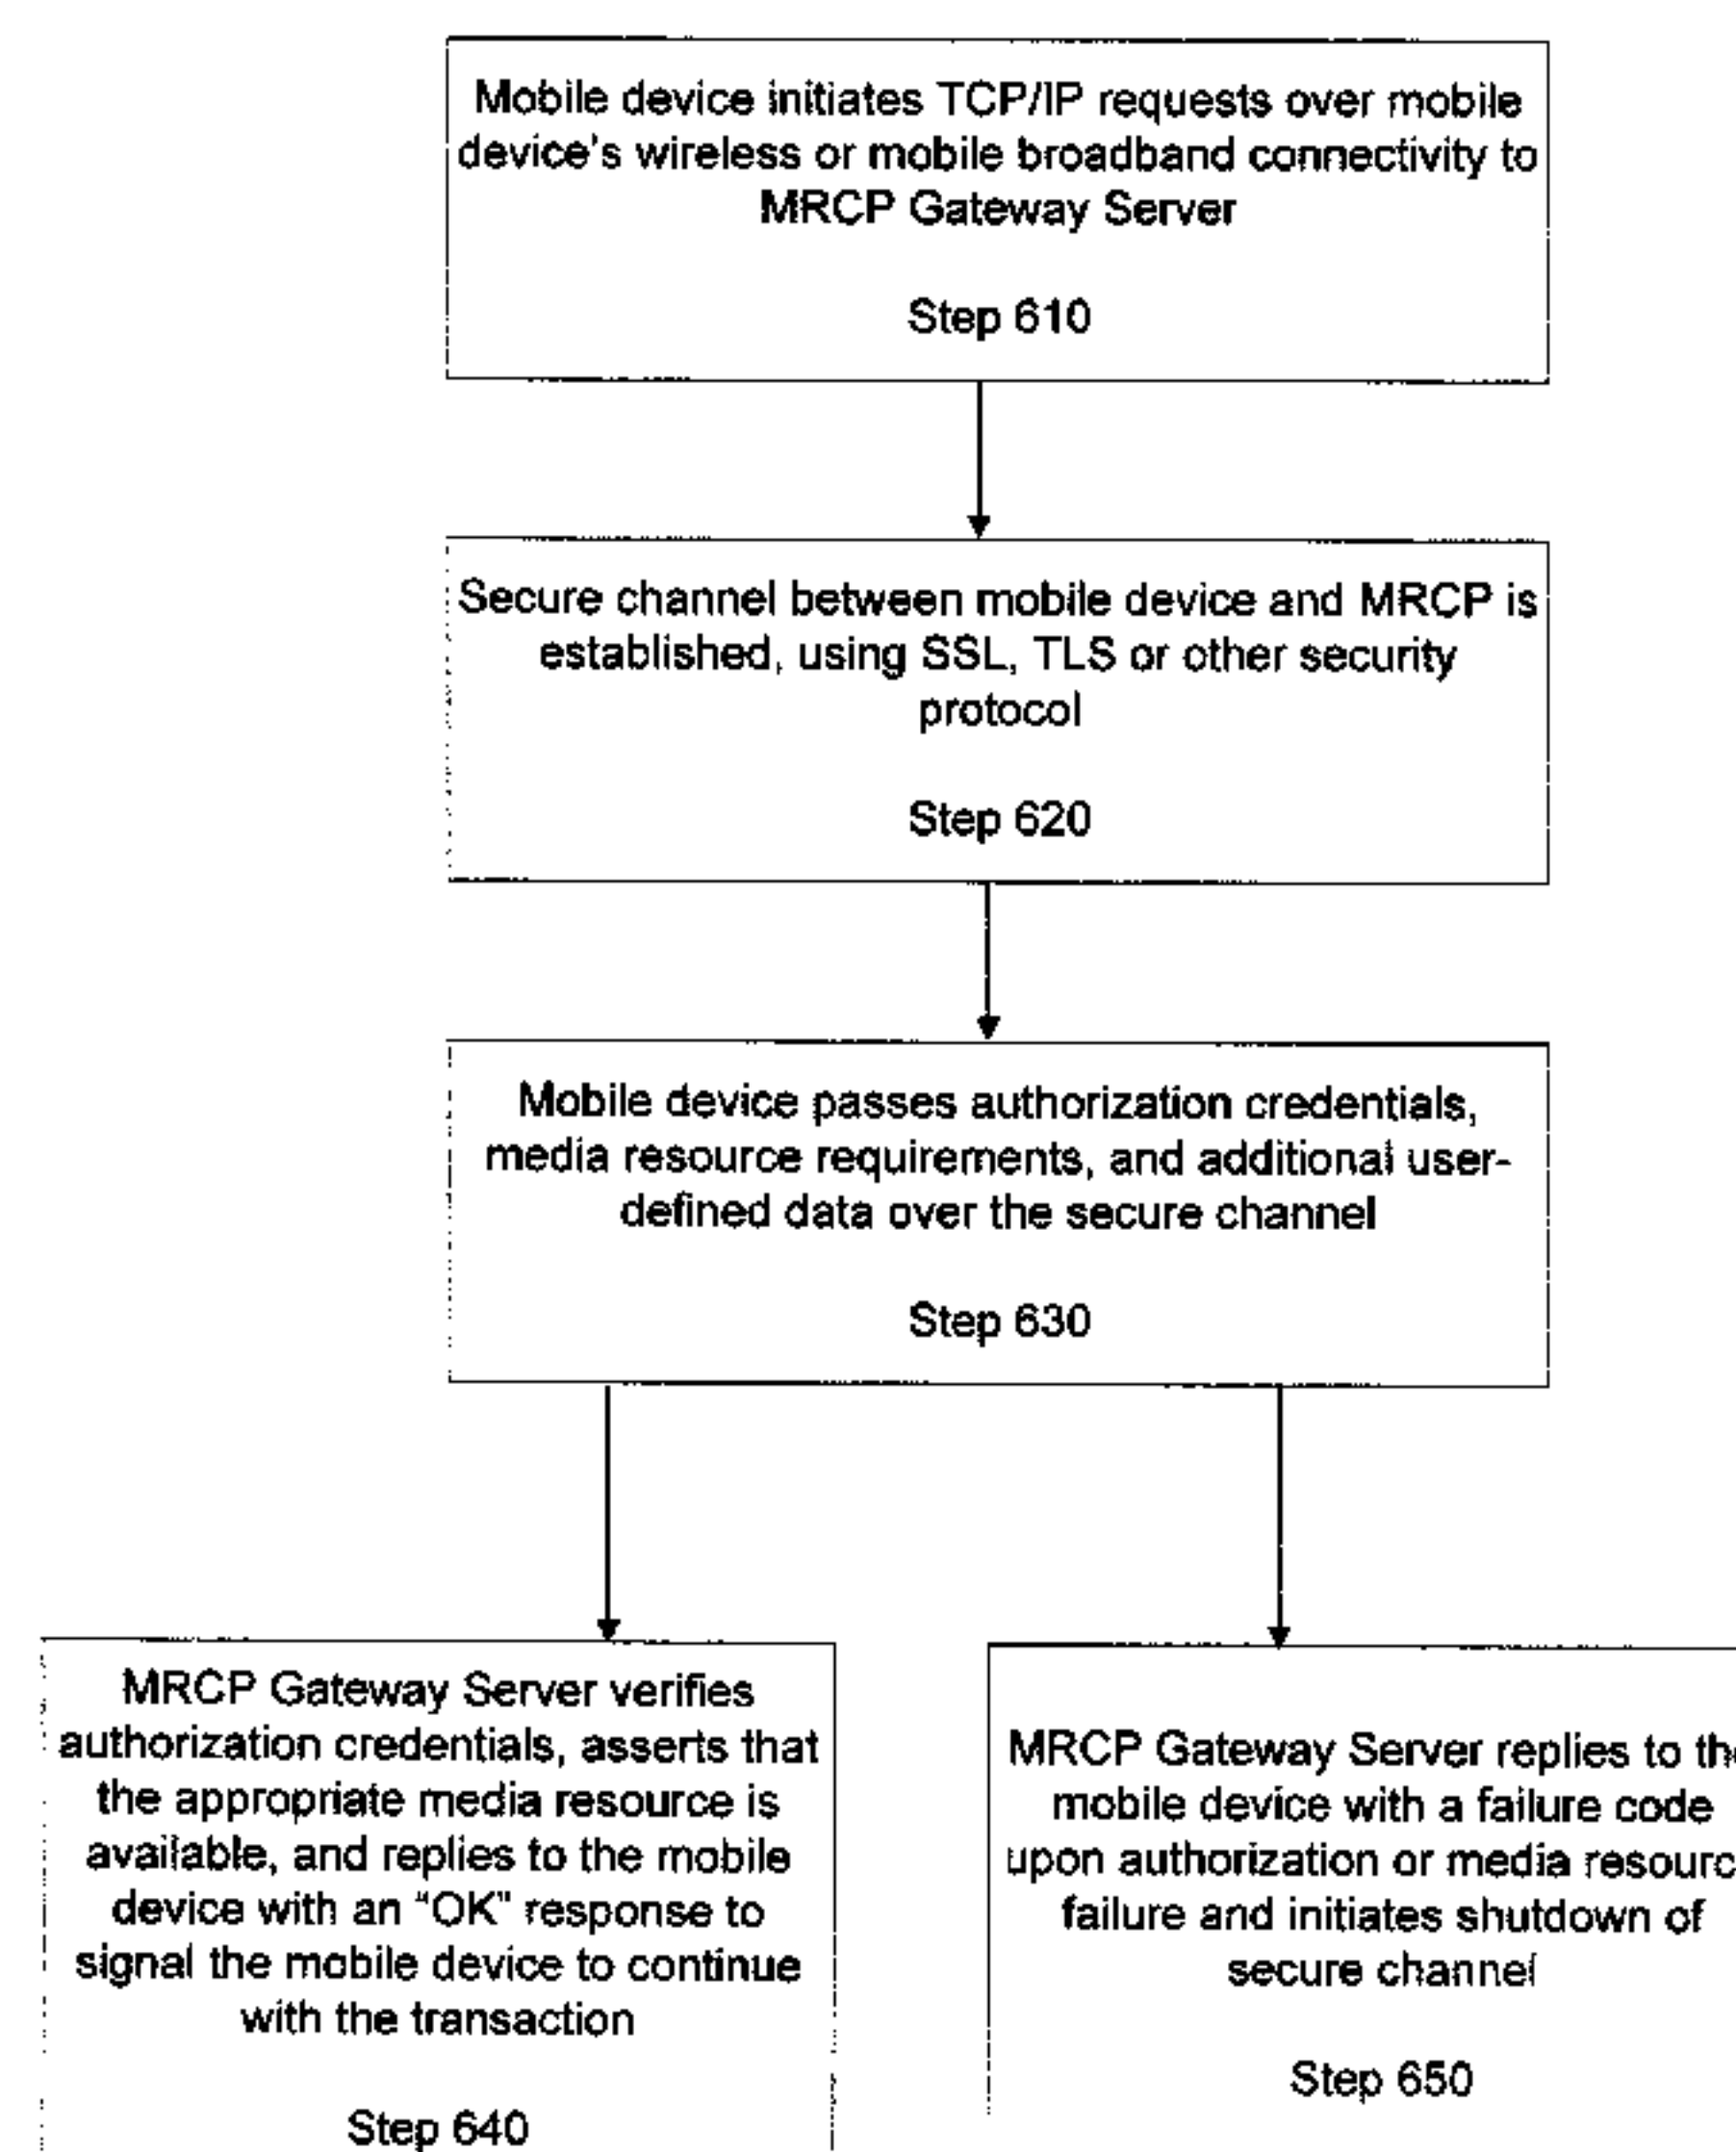 Mobile device initiates TCP/IP requests over mobile
device's wireless or mobile broadband connectivity to
MRCP Gateway Server
Step 610
Secure channel between mobile device and MRCP is
established, using SSL, TLS or other security
protocol
Step 620
Mobile device passes authorization credentials,
media resource requirements, and additional user-
defined data over the secure channel
Step 630
MRCP Gateway Server verifies
authorization credentials, asserts that
the appropriate media resource is
available, and replies to the mobile
device with an “OK” response to
signal the mobile device to continue
with the transaction
Step 640
MRCP Gateway Server replies to the
mobile device with a failure code
upon authorization or media resourc
failure and initiates shutdown of
secure channel
Step 650